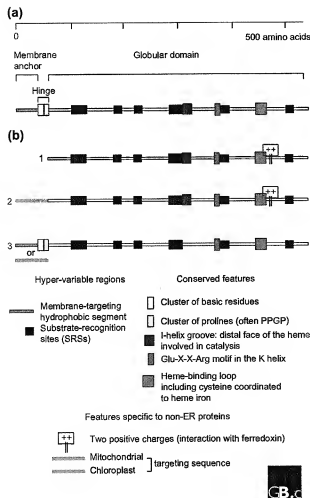 (a)
0 500 amino acids
Membrane anchor Globular domain
Hinge
(b)
++
1
++
2
3
or
Hyper-variable regions Conserved features
Membrane-targeting hydrophobic segment
Substrate-recognition sites (SRSs)
Cluster of basic residues
Cluster of prolines (often PPGP)
I-helix groove: distal face of the heme involved in catalysis
Glu-X-X-Arg motif in the K helix
Heme-binding loop including cysteine coordinated to heme iron
Features specific to non-ER proteins
++ Two positive charges (interaction with ferredoxin)
Mitochondrial
Chloroplast
targeting sequence